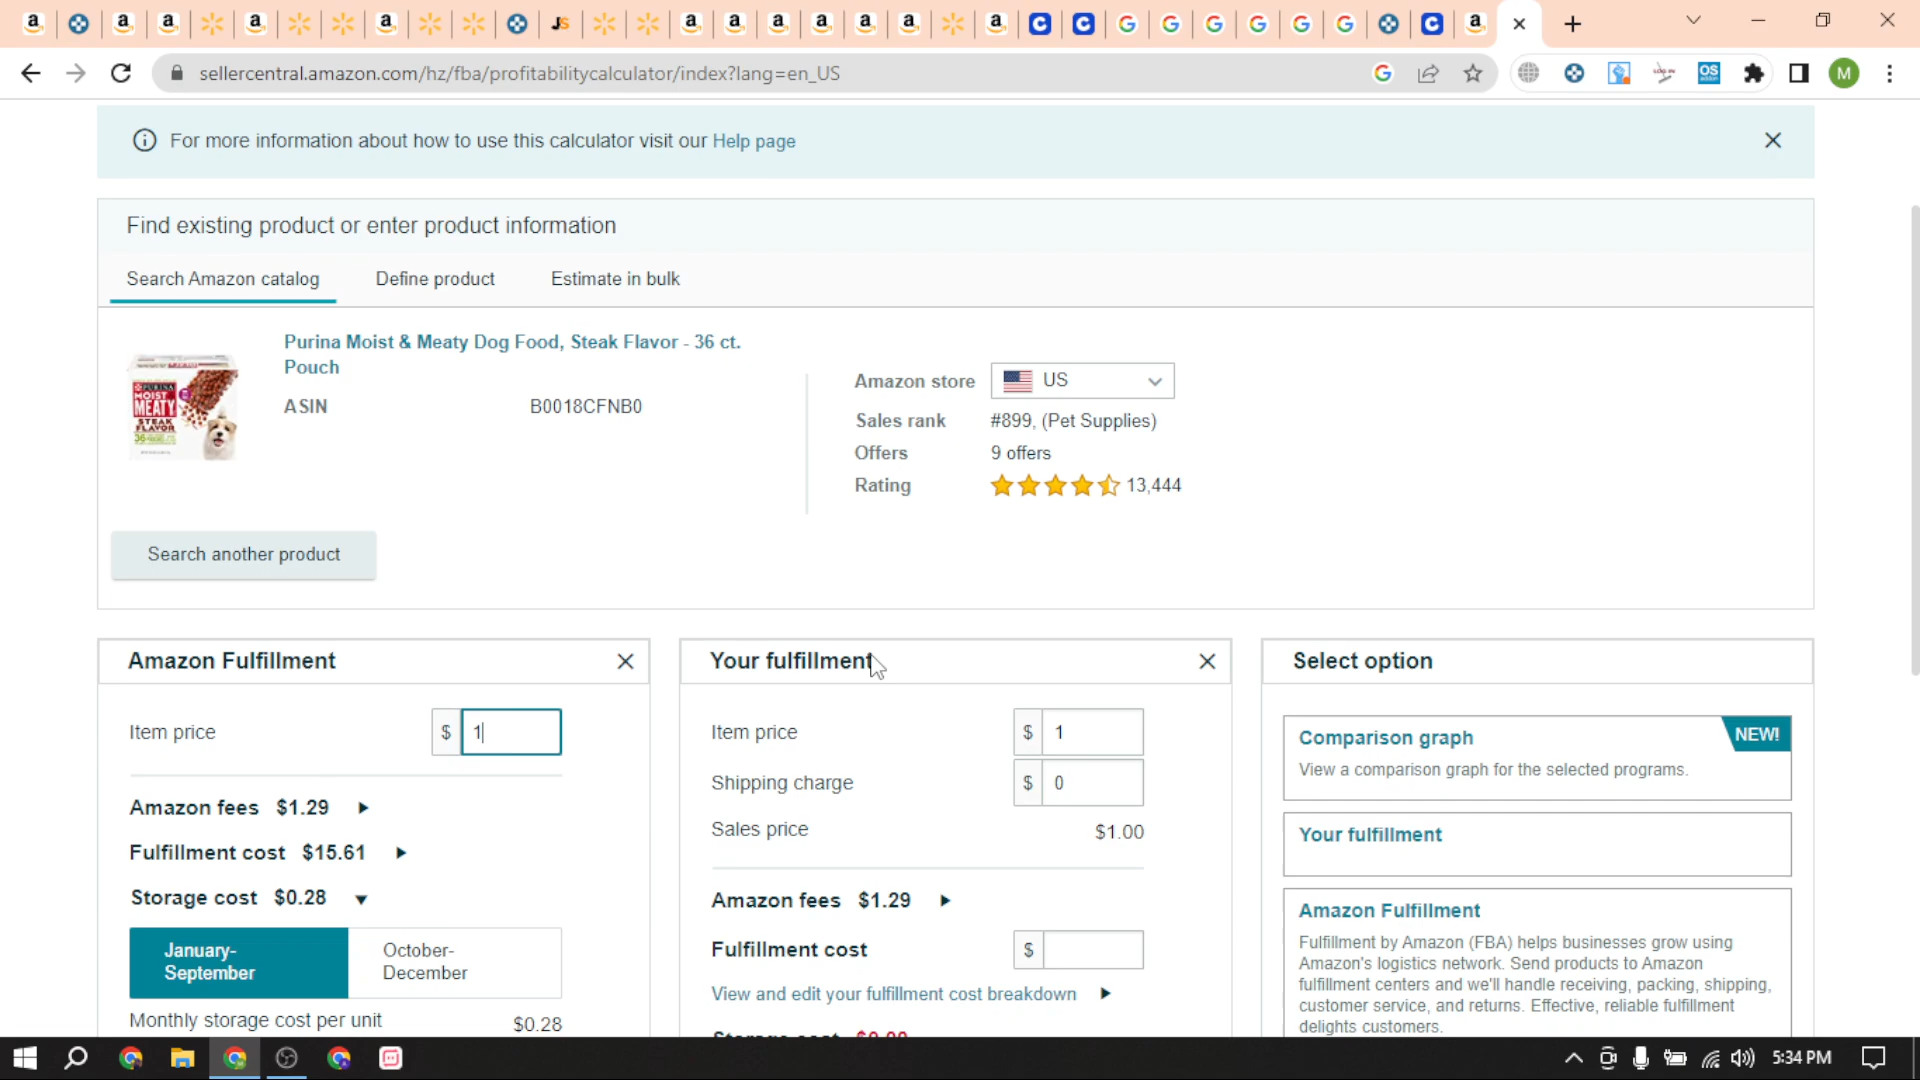 sellercentral.amazon.com/hz/fba/profitabilitycalculator/index?lang=en_US
M
For more information about how to use this calculator visit our Help page
Find existing product or enter product information
Search Amazon catalog
Define product
Estimate in bulk
Purina Moist & Meaty Dog Food, Steak Flavor - 36 ct.
Pouch
ASIN
B0018CFNB0
PURINA
MOIST
MEATY
STEAK
FLAVOR
36
Amazon store
US
Sales rank
#899, (Pet Supplies)
Offers
9 offers
Rating
13,444
Search another product
Amazon Fulfillment
Item price
$
1
Amazon fees $1.29
Fulfillment cost $15.61
Storage cost $0.28
January-
September
October-
December
Monthly storage cost per unit
$0.28
Your fulfillment
Item price
$
1
Shipping charge
$
0
Sales price
$1.00
Amazon fees $1.29
Fulfillment cost
$
View and edit your fulfillment cost breakdown
Select option
Comparison graph
NEW!
View a comparison graph for the selected programs.
Your fulfillment
Amazon Fulfillment
Fulfillment by Amazon (FBA) helps businesses grow using
Amazon's logistics network. Send products to Amazon
fulfillment centers and we'll handle receiving, packing, shipping,
customer service, and returns. Effective, reliable fulfillment
delights customers.
5:34 PM